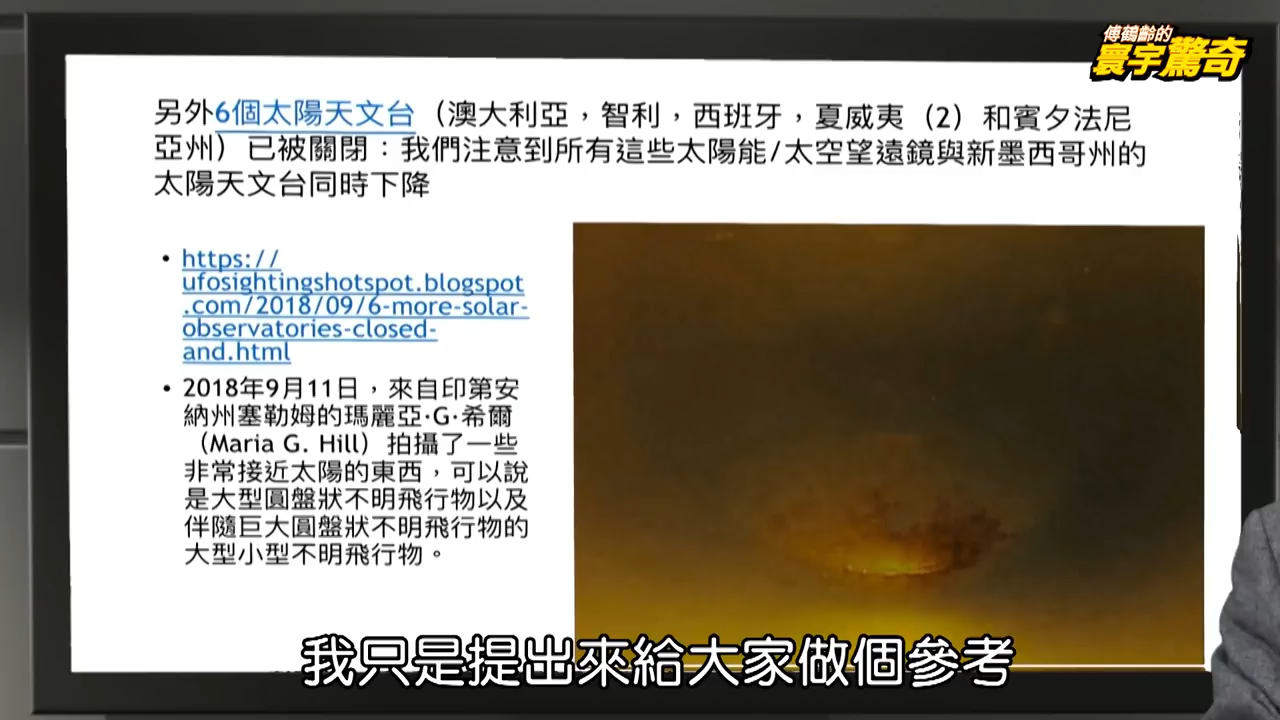 傅鶴齡的
寰宇驚奇
另外6個太陽天文台（澳大利亞，智利，西班牙，夏威夷（2）和賓夕法尼
亞州）已被關閉：我們注意到所有這些太陽能/太空望遠鏡與新墨西哥州的
太陽天文台同時下降
• https://
ufosightingshotspot.blogspot
.com/2018/09/6-more-solar-
observatories-closed-
and.html
• 2018年9月11日，來自印第安
納州塞勒姆的瑪麗亞·G·希爾
（Maria G. Hill）拍攝了一些
非常接近太陽的東西，可以說
是大型圓盤狀不明飛行物以及
伴隨巨大圓盤狀不明飛行物的
大型小型不明飛行物。
我只是提出來給大家做個參考